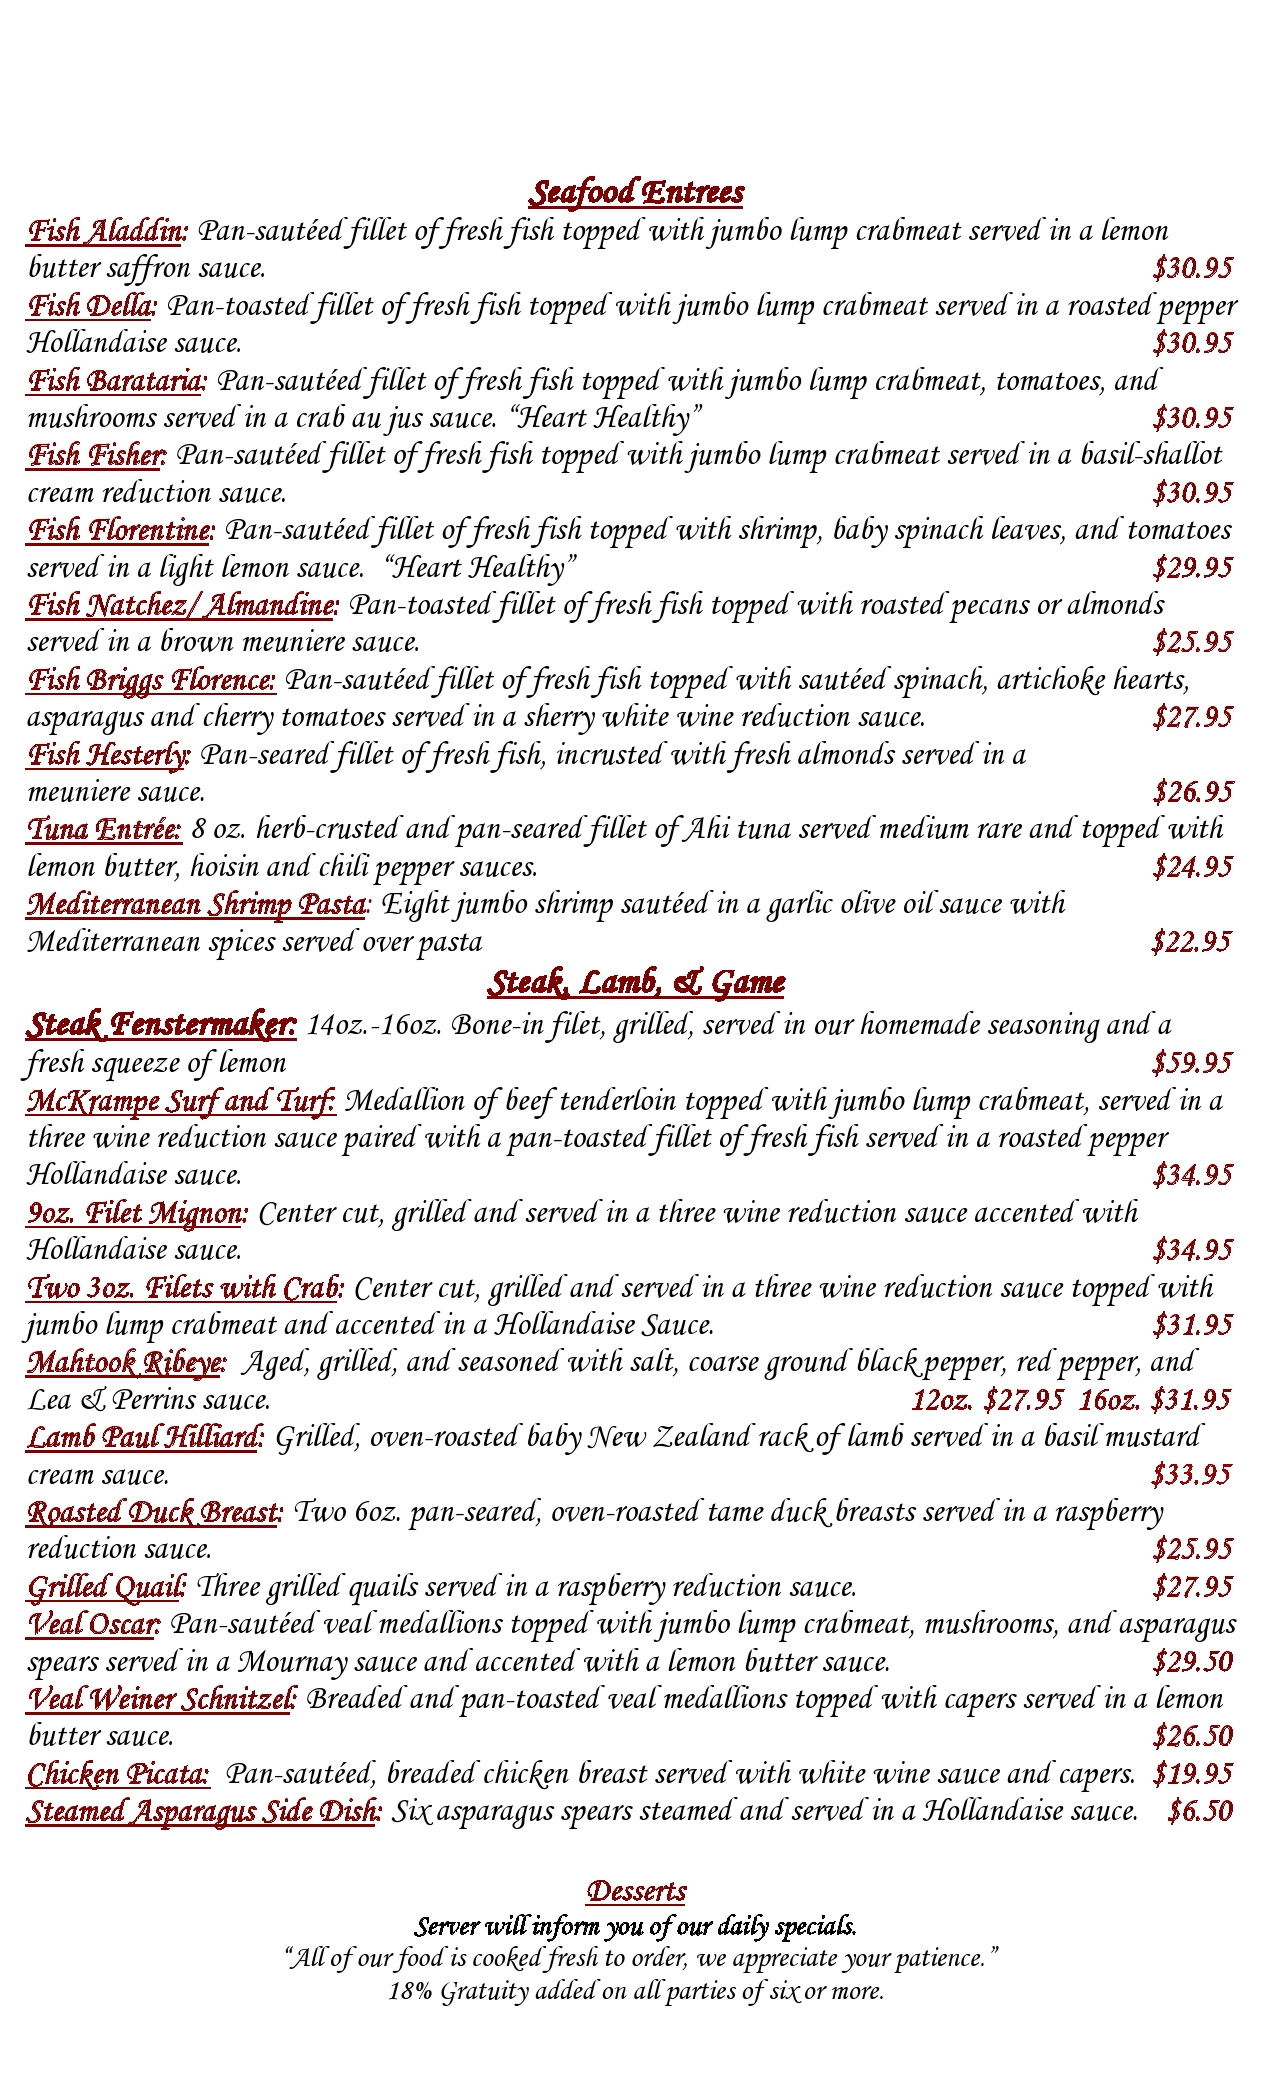 Seafood Entrees
Fish Aladdin: Pan-sautéed fillet of fresh fish topped with jumbo lump crabmeat served in a lemon
butter saffron sauce. $30.95
Fish Della: Pan-toasted fillet of fresh fish topped with jumbo lump crabmeat served in a roasted pepper
Hollandaise sauce. $30.95
Fish Barataria: Pan-sautéed fillet of fresh fish topped with jumbo lump crabmeat, tomatoes, and
mushrooms served in a crab au jus sauce. “Heart Healthy” $30.95
Fish Fisher: Pan-sautéed fillet of fresh fish topped with jumbo lump crabmeat served in a basil-shallot
cream reduction sauce. $30.95
Fish Florentine: Pan-sautéed fillet of fresh fish topped with shrimp, baby spinach leaves, and tomatoes
served in a light lemon sauce. “Heart Healthy” $29.95
Fish Natchez/ Almandine: Pan-toasted fillet of fresh fish topped with roasted pecans or almonds
served in a brown meuniere sauce. $25.95
Fish Briggs Florence: Pan-sautéed fillet of fresh fish topped with sautéed spinach, artichoke hearts,
asparagus and cherry tomatoes served in a sherry white wine reduction sauce. $27.95
Fish Hesterly: Pan-seared fillet of fresh fish, incrusted with fresh almonds served in a
meuniere sauce. $26.95
Tuna Entrée: 8 oz. herb-crusted and pan-seared fillet of Ahi tuna served medium rare and topped with
lemon butter, hoisin and chili pepper sauces. $24.95
Mediterranean Shrimp Pasta: Eight jumbo shrimp sautéed in a garlic olive oil sauce with
Mediterranean spices served over pasta $22.95
Steak, Lamb, & Game
Steak Fenstermaker: 14oz.-16oz. Bone-in filet, grilled, served in our homemade seasoning and a
fresh squeeze of lemon $59.95
McKrampe Surf and Turf: Medallion of beef tenderloin topped with jumbo lump crabmeat, served in a
three wine reduction sauce paired with a pan-toasted fillet of fresh fish served in a roasted pepper
Hollandaise sauce. $34.95
9oz. Filet Mignon: Center cut, grilled and served in a three wine reduction sauce accented with
Hollandaise sauce. $34.95
Two 3oz. Filets with Crab: Center cut, grilled and served in a three wine reduction sauce topped with
jumbo lump crabmeat and accented in a Hollandaise Sauce. $31.95
Mahtook Ribeye: Aged, grilled, and seasoned with salt, coarse ground black pepper, red pepper, and
Lea & Perrins sauce. 12oz. $27.95 16oz. $31.95
Lamb Paul Hilliard: Grilled, oven-roasted baby New Zealand rack of lamb served in a basil mustard
cream sauce. $33.95
Roasted Duck Breast: Two 6oz. pan-seared, oven-roasted tame duck breasts served in a raspberry
reduction sauce. $25.95
Grilled Quail: Three grilled quails served in a raspberry reduction sauce. $27.95
Veal Oscar: Pan-sautéed veal medallions topped with jumbo lump crabmeat, mushrooms, and asparagus
spears served in a Mournay sauce and accented with a lemon butter sauce. $29.50
Veal Weiner Schnitzel: Breaded and pan-toasted veal medallions topped with capers served in a lemon
butter sauce. $26.50
Chicken Picata: Pan-sautéed, breaded chicken breast served with white wine sauce and capers. $19.95
Steamed Asparagus Side Dish: Six asparagus spears steamed and served in a Hollandaise sauce. $6.50
Desserts
Server will inform you of our daily specials.
“All of our food is cooked fresh to order, we appreciate your patience.”
18% Gratuity added on all parties of six or more.